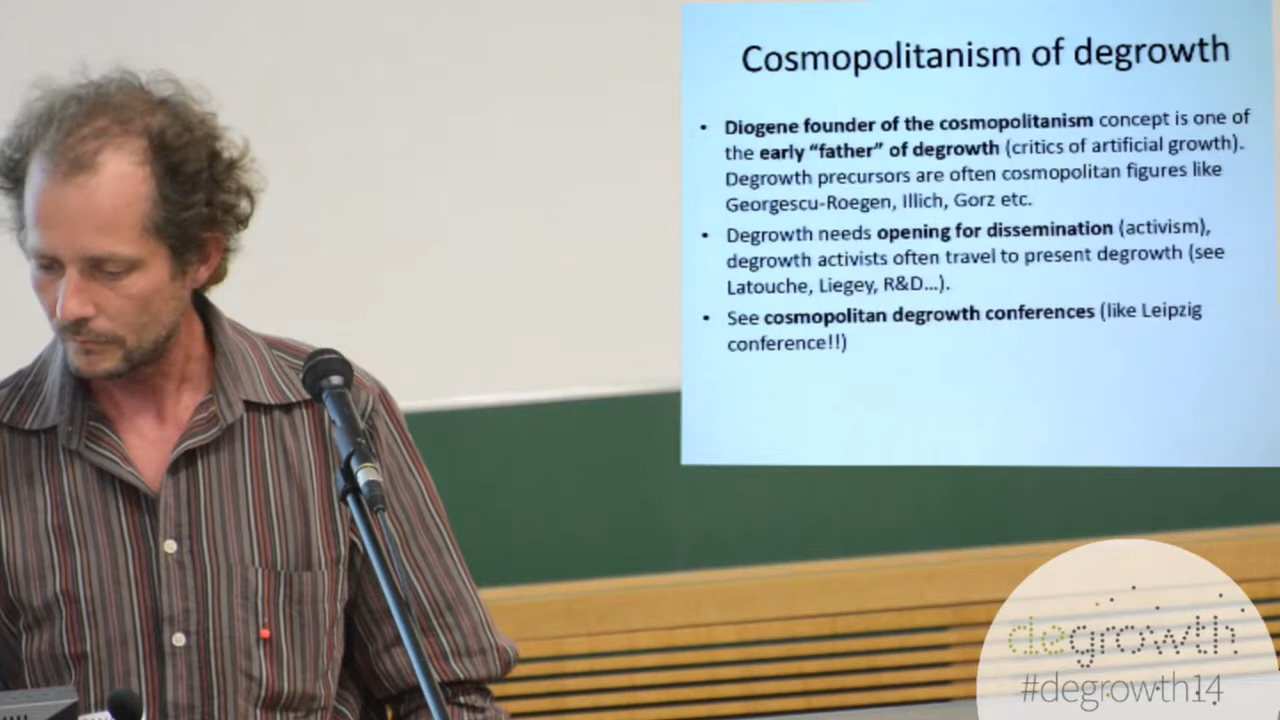 Cosmopolitanism of degrowth
• Diogene founder of the cosmopolitanism concept is one of
the early “father” of degrowth (critics of artificial growth).
Degrowth precursors are often cosmopolitan figures like
Georgescu-Roegen, Illich, Gorz etc.
• Degrowth needs opening for dissemination (activism),
degrowth activists often travel to present degrowth (see
Latouche, Liegey, R&D...).
• See cosmopolitan degrowth conferences (like Leipzig
conference!!)
degrowth
#degrowth14